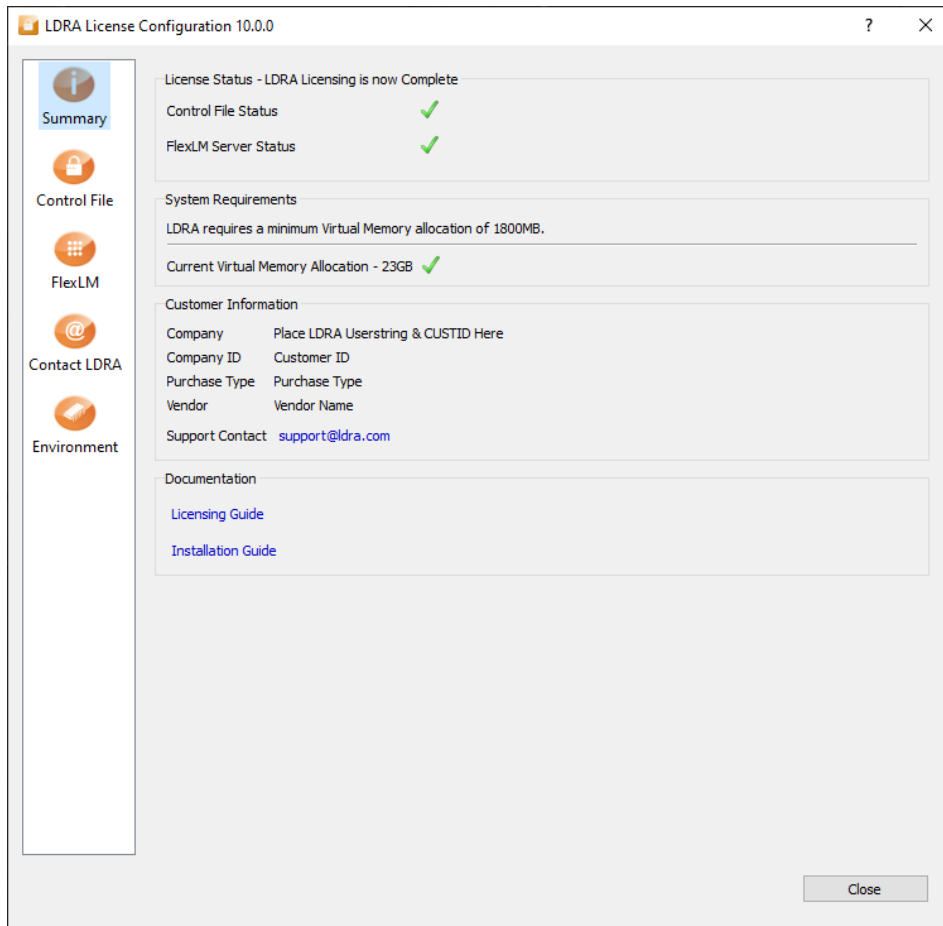 LDRA License Configuration 10.0.0
?
Summary
Control File
FlexLM
Contact LDRA
Environment
License Status - LDRA Licensing is now Complete
Control File Status
FlexLM Server Status
System Requirements
LDRA requires a minimum Virtual Memory allocation of 1800MB.
Current Virtual Memory Allocation - 23GB
Customer Information
Company Place LDRA Userstring & CUSTID Here
Company ID Customer ID
Purchase Type Purchase Type
Vendor Vendor Name
Support Contact support@ldra.com
Documentation
Licensing Guide
Installation Guide
Close